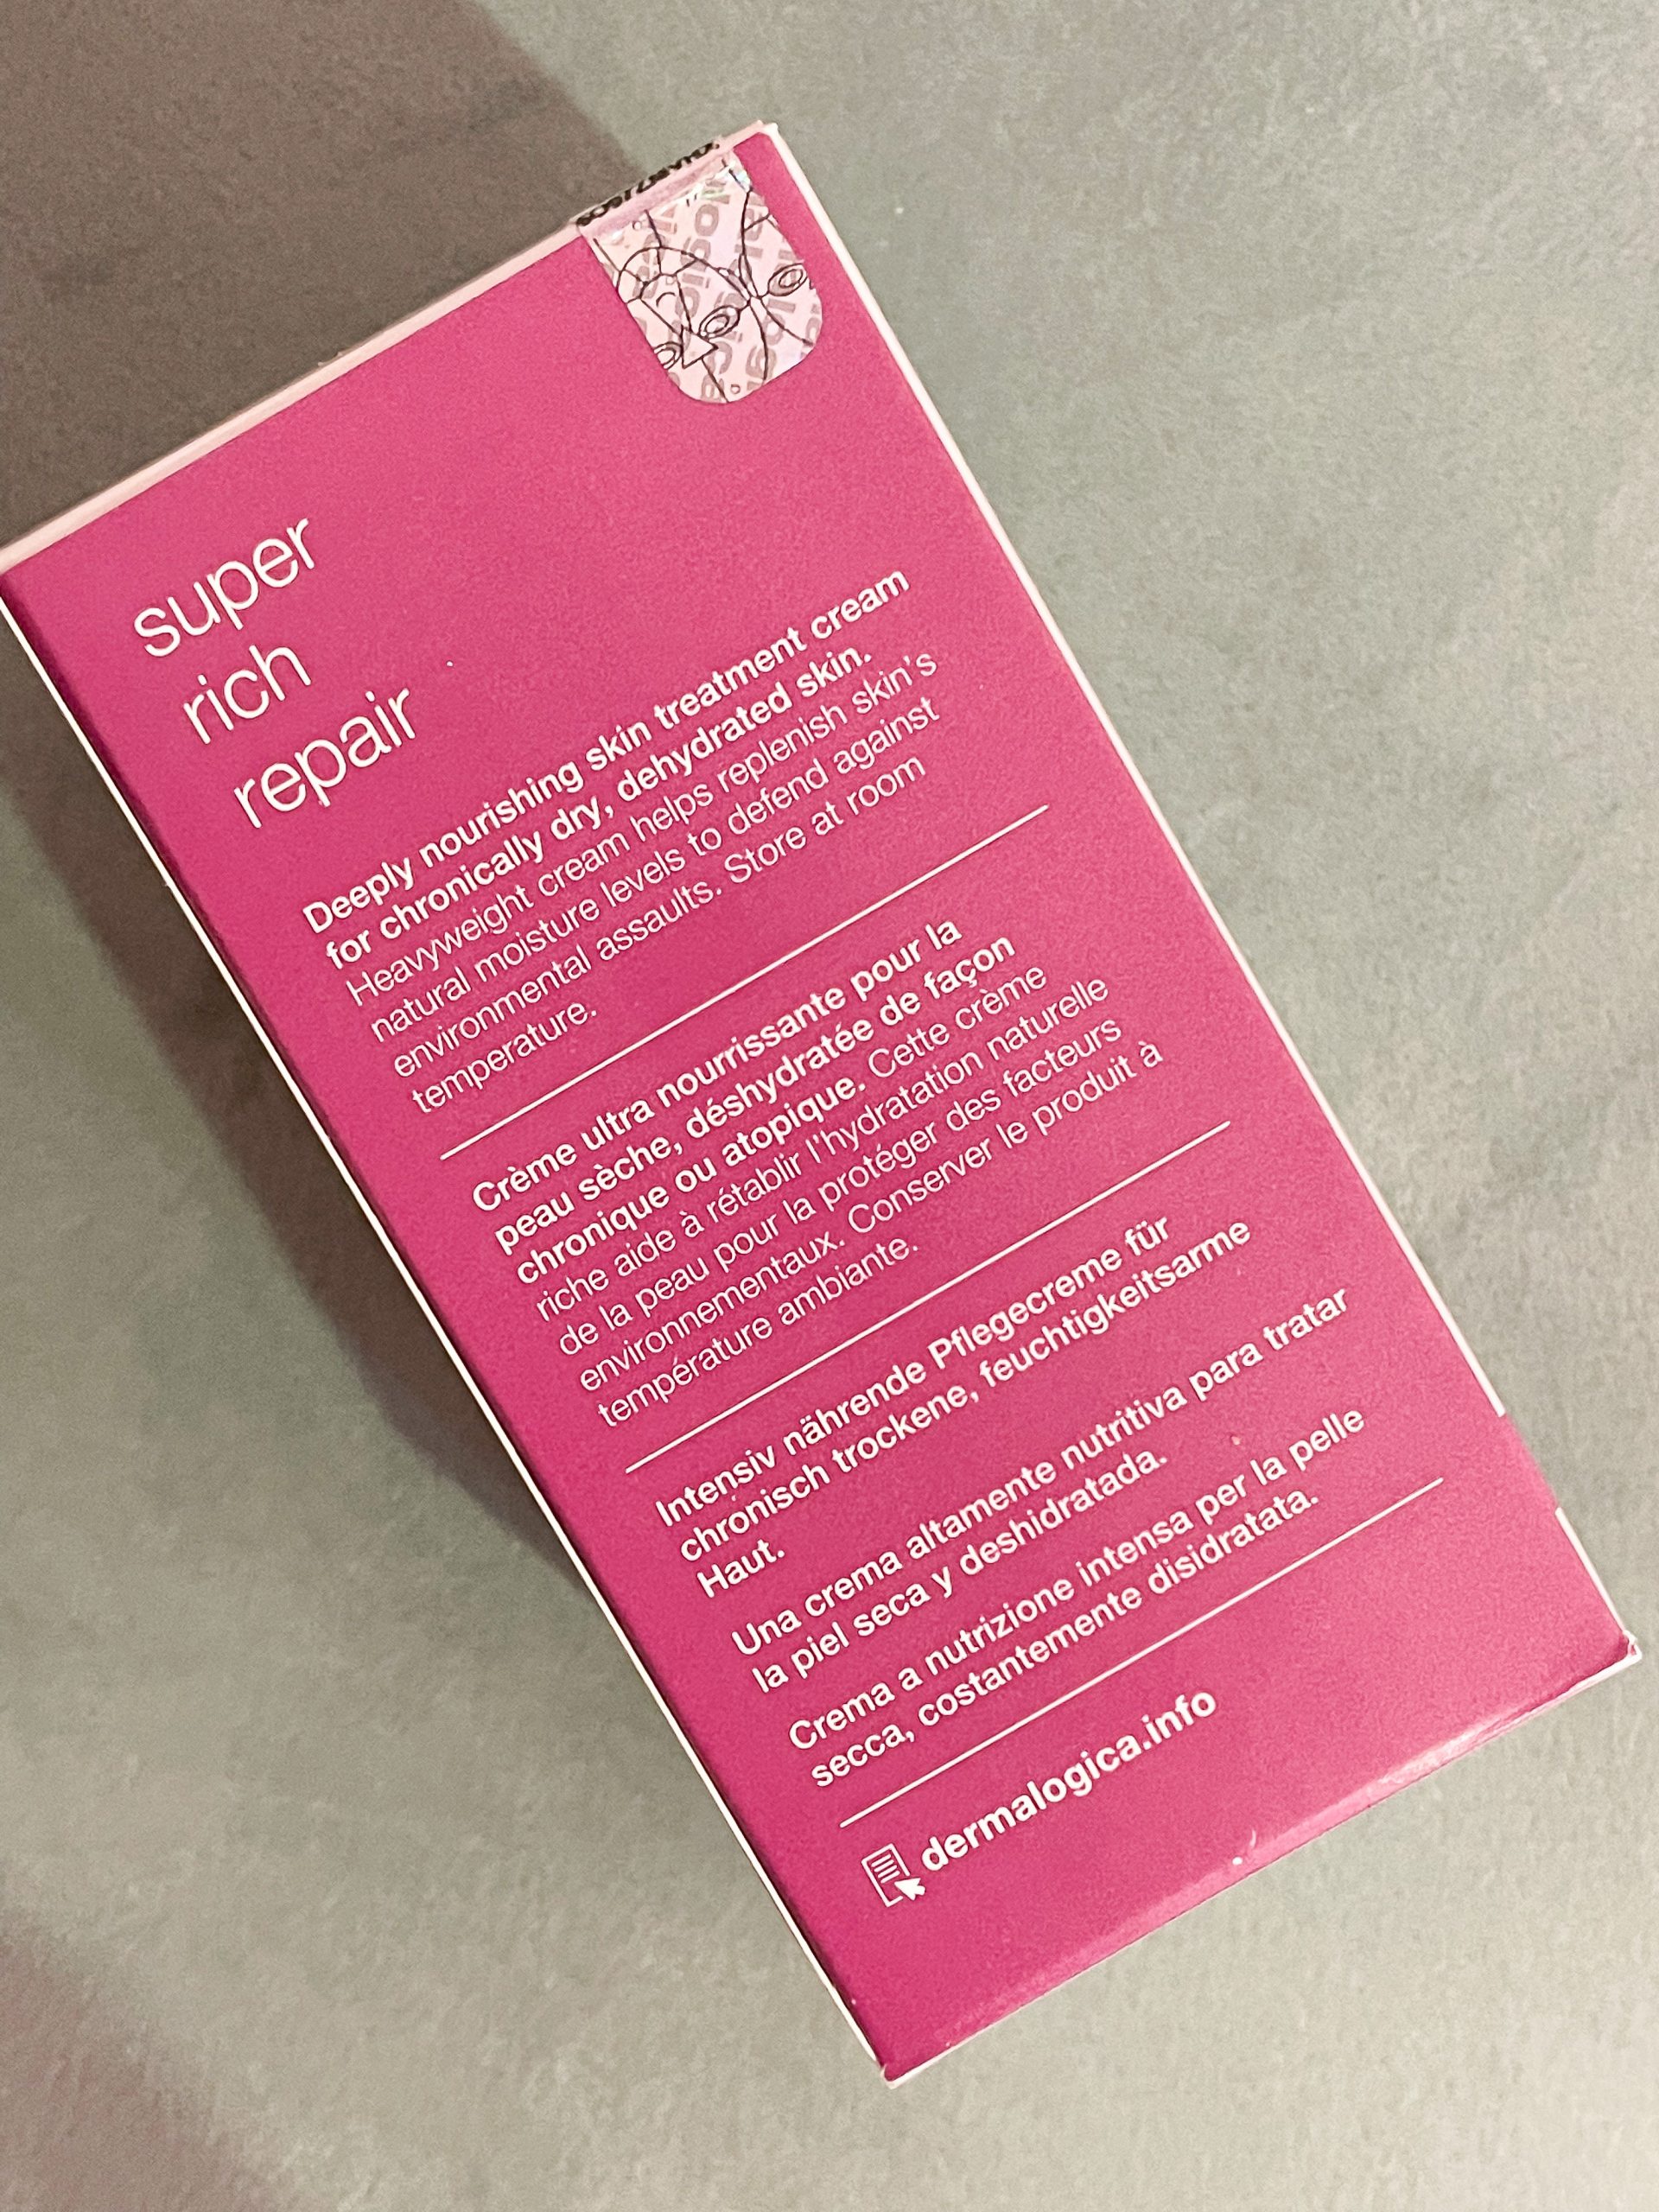 super
rich
repair
Deeply nourishing skin treatment cream
for chronically dry, dehydrated skin.
Heavyweight cream helps replenish skin's
natural moisture levels to defend against
environmental assaults. Store at room
temperature.
Crème ultra nourrissante pour la
peau sèche, déshydratée de façon
chronique ou atopique. Cette crème
riche aide à rétablir l'hydratation naturelle
de la peau pour la protéger des facteurs
environnementaux. Conserver le produit à
température ambiante.
Intensiv nährende Pflegecreme für
chronisch trockene, feuchtigkeitsarme
Haut.
Una crema altamente nutritiva para tratar
la piel seca y deshidratada.
Crema a nutrizione intensa per la pelle
secca, costantemente disidratata.
dermalogica.info